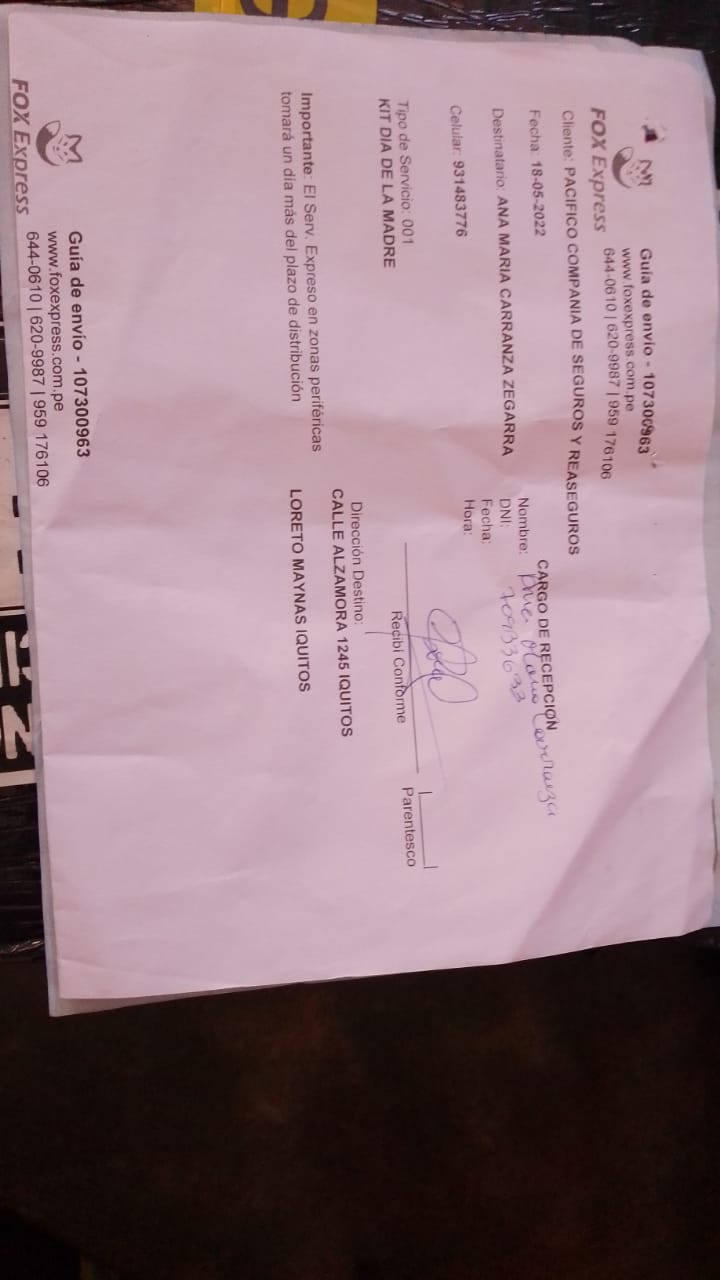 FOX Express
Guía de envío - 107300963
www.foxexpress.com.pe
644-0610 | 620-9987 | 959 176106
Cliente: PACIFICO COMPANIA DE SEGUROS Y REASEGUROS
Fecha: 18-05-2022
Destinatario: ANA MARIA CARRANZA ZEGARRA
Celular: 931483776
Tipo de Servicio: 001
KIT DIA DE LA MADRE
Importante: El Serv. Expreso en zonas periféricas
tomará un día más del plazo de distribución
CARGO DE RECEPCION
Nombre: Carranza
DNI:
Fecha:
Hora:
Recibí Conforme
Parentesco
Dirección Destino:
CALLE ALZAMORA 1245 IQUITOS
LORETO MAYNAS IQUITOS
FOX Express
Guía de envío - 107300963
www.foxexpress.com.pe
644-0610 | 620-9987 | 959 176106